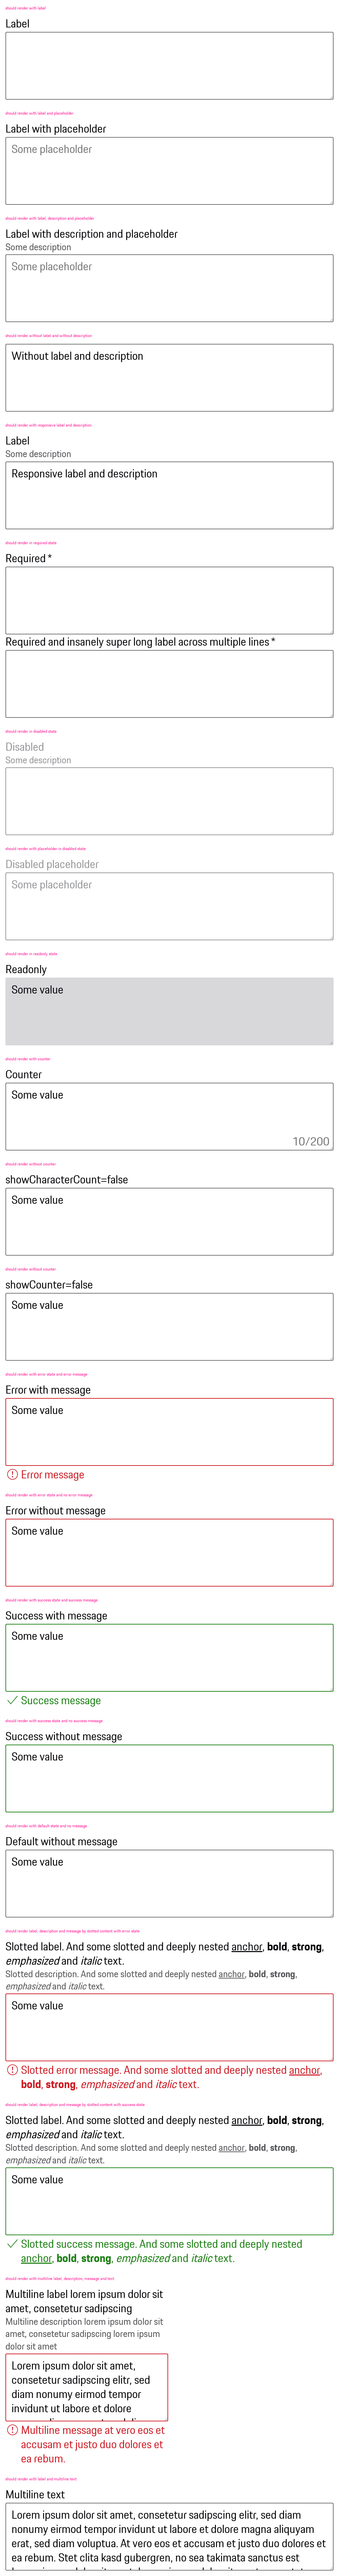 should render with label
Label
should render with label and placeholder
Label with placeholder
Some placeholder
should render with label, description and placeholder
Label with description and placeholder
Some description
Some placeholder
should render without label and without description
Without label and description
should render with responsive label and description
Label
Some description
Responsive label and description
should render in required state
Required *
Required and insanely super long label across multiple lines *
should render in disabled state
Disabled
Some description
should render with placeholder in disabled state
Disabled placeholder
Some placeholder
should render in readonly state
Readonly
Some value
should render with counter
Counter
Some value
10/200
should render without counter
showCharacterCount=false
Some value
should render without counter
showCounter=false
Some value
should render with error state and error message
Error with message
Some value
Error message
should render with error state and no error message
Error without message
Some value
should render with success state and success message
Success with message
Some value
Success message
should render with success state and no success message
Success without message
Some value
should render with default state and no message
Default without message
Some value
should render label, description and message by slotted content with error state
Slotted label. And some slotted and deeply nested anchor, bold, strong,
emphasized and italic text.
Slotted description. And some slotted and deeply nested anchor, bold, strong,
emphasized and italic text.
Some value
Slotted error message. And some slotted and deeply nested anchor,
bold, strong, emphasized and italic text.
should render label, description and message by slotted content with success state
Slotted label. And some slotted and deeply nested anchor, bold, strong,
emphasized and italic text.
Slotted description. And some slotted and deeply nested anchor, bold, strong,
emphasized and italic text.
Some value
Slotted success message. And some slotted and deeply nested
anchor, bold, strong, emphasized and italic text.
should render with multiline label, description, message and text
Multiline label lorem ipsum dolor sit
amet, consetetur sadipscing
Multiline description lorem ipsum dolor sit
amet, consetetur sadipscing lorem ipsum
dolor sit amet
Lorem ipsum dolor sit amet,
consetetur sadipscing elitr, sed
diam nonumy eirmod tempor
invidunt ut labore et dolore
Multiline message at vero eos et
accusam et justo duo dolores et
ea rebum.
should render with label and multiline text
Multiline text
Lorem ipsum dolor sit amet, consetetur sadipscing elitr, sed diam
nonumy eirmod tempor invidunt ut labore et dolore magna aliquyam
erat, sed diam voluptua. At vero eos et accusam et justo duo dolores et
ea rebum. Stet clita kasd gubergren, no sea takimata sanctus est